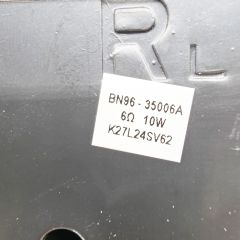 R L
BN96 - 35006A
6Ω 10W
K27L24SV62